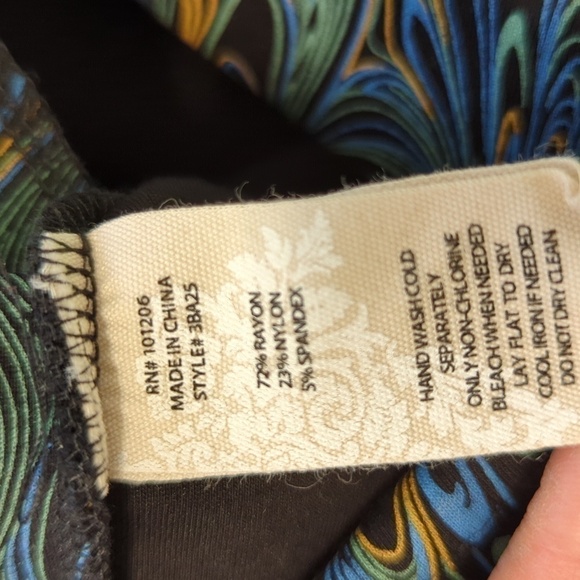 RN# 101206
MADE IN CHINA
STYLE# 3BA25
72% RAYON
23% NYLON
5% SPANDEX
HAND WASH COLD
SEPARATELY
ONLY NON-CHLORINE
BLEACH WHEN NEEDED
LAY FLAT TO DRY
COOL IRON IF NEEDED
DO NOT DRY CLEAN